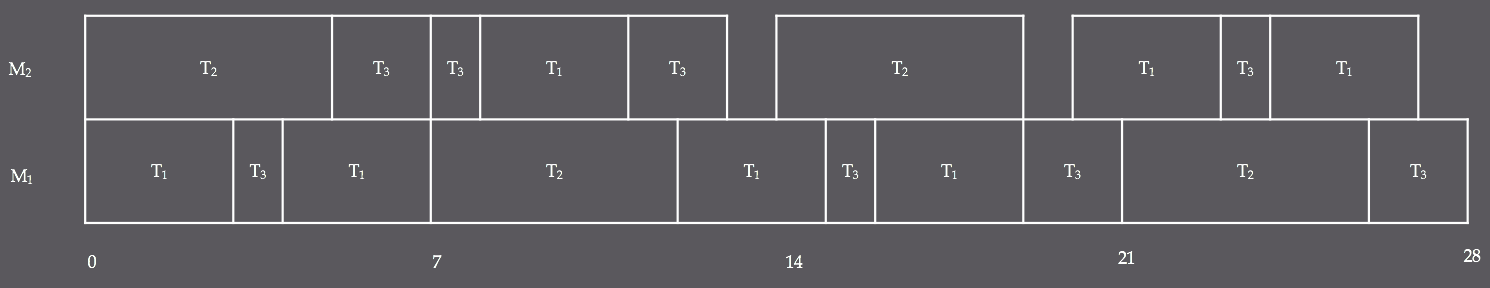 M₂ T₂ T₃ T₃ T₁ T₃ T₂ T₁ T₃ T₁
M₁ T₁ T₃ T₁ T₂ T₁ T₃ T₁ T₃ T₂ T₃
0 7 14 21 28